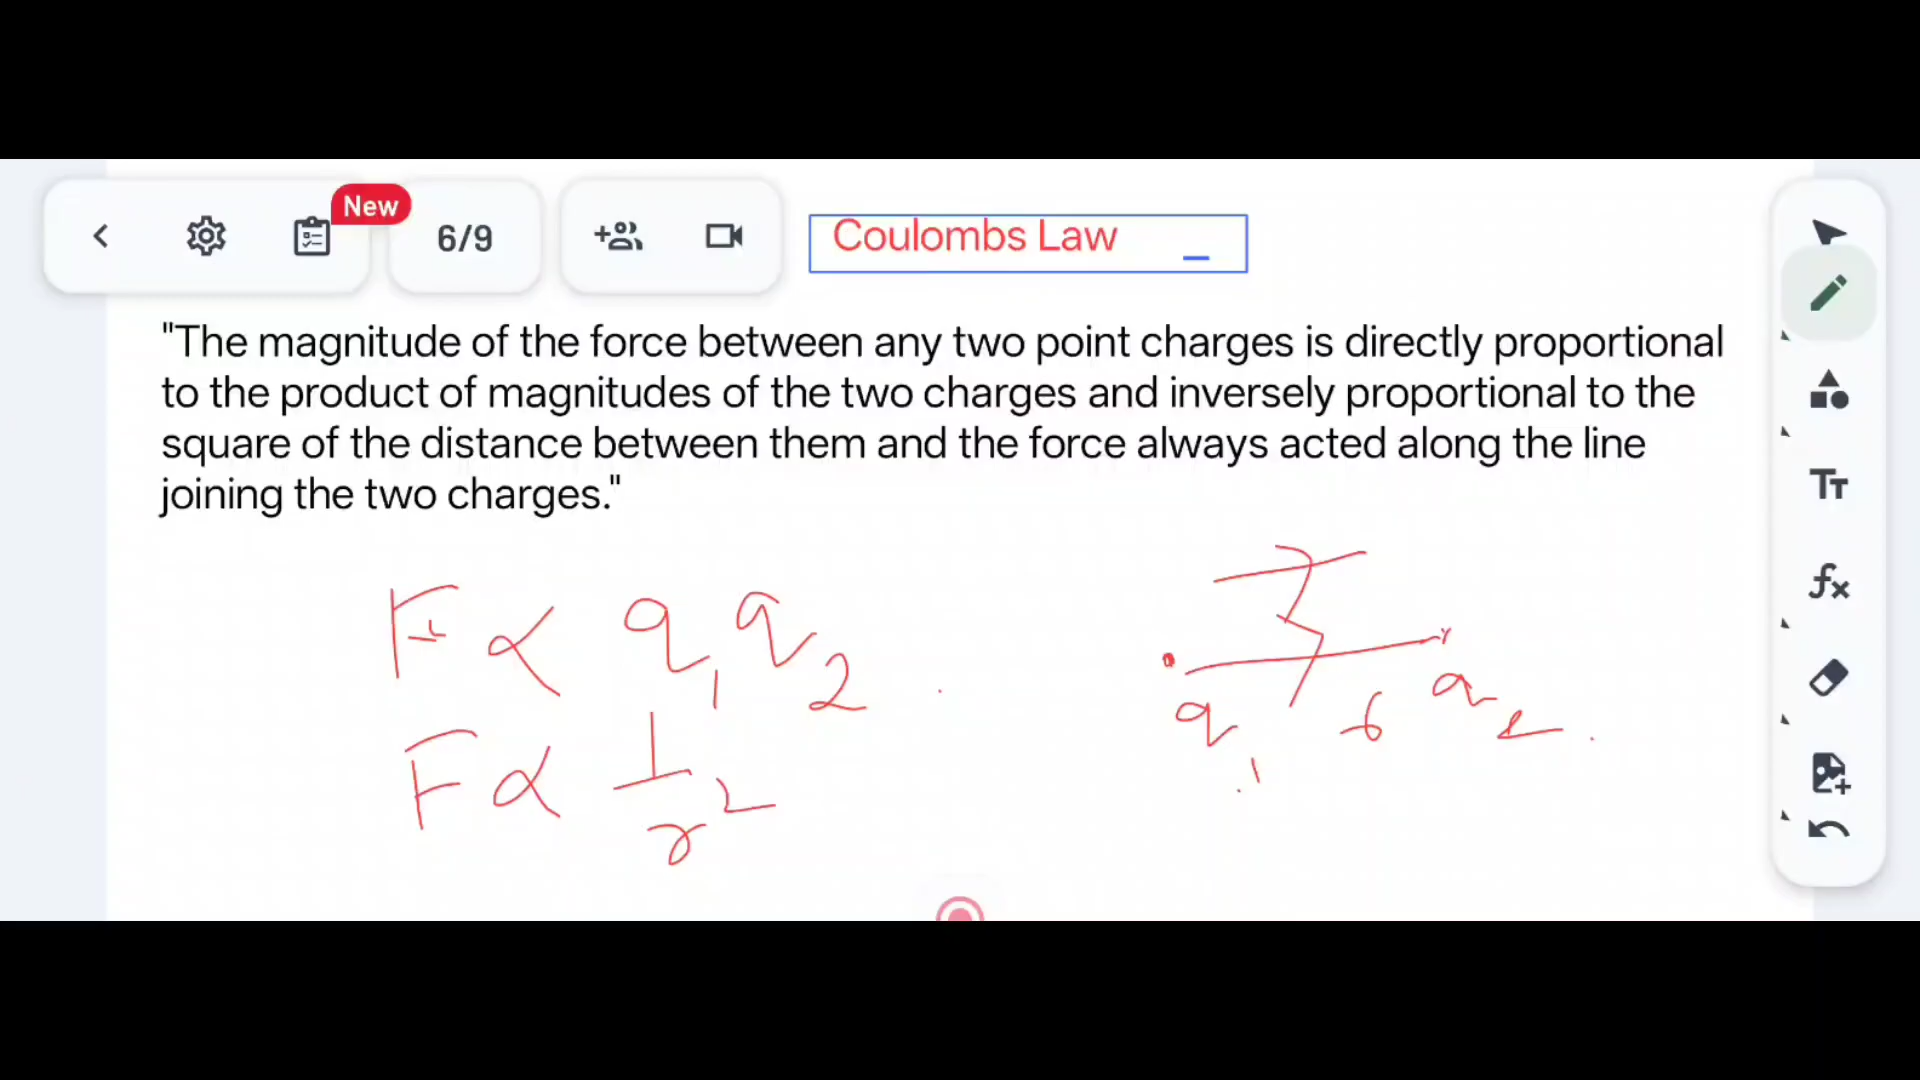 New
6/9
Coulombs Law _
"The magnitude of the force between any two point charges is directly proportional
to the product of magnitudes of the two charges and inversely proportional to the
square of the distance between them and the force always acted along the line
joining the two charges."
F ∝ q₁q₂
F ∝ 1/r²
q₁ q₂
Tт
fx